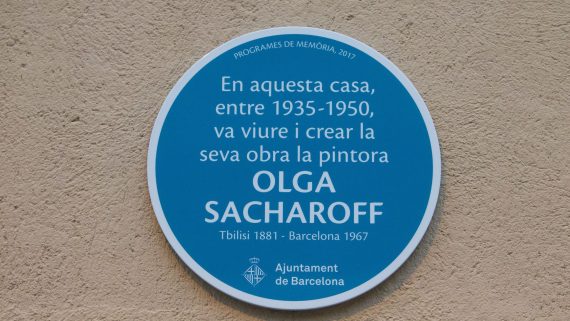 PROGRAMES DE MEMÒRIA, 2017
En aquesta casa,
entre 1935-1950,
va viure i crear la
seva obra la pintora
OLGA
SACHAROFF
Tbilisi 1881 - Barcelona 1967
Ajuntament
de Barcelona